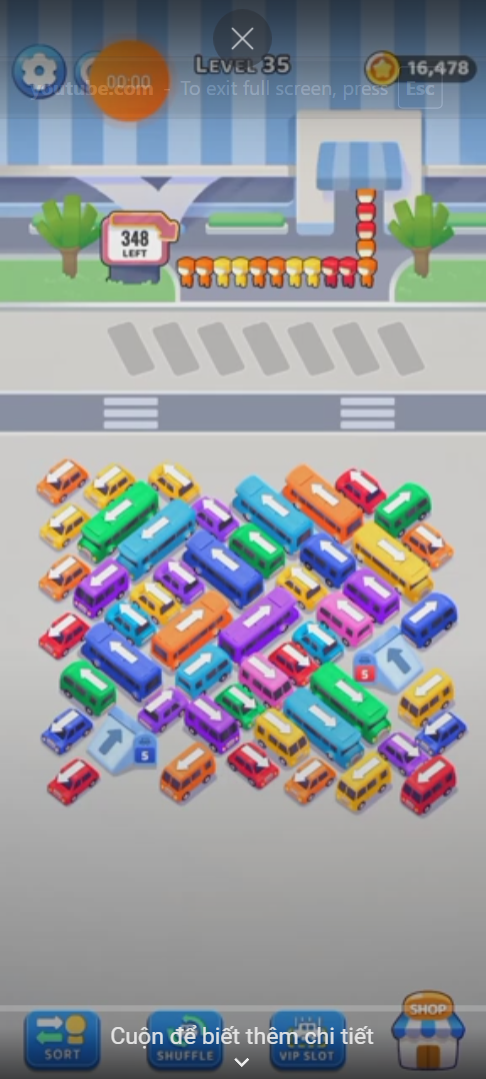 LEVEL 35
00:00
16,478
youtube.com - To exit full screen, press Esc
348
LEFT
5
5
SHOP
Cuộn để biết thêm chi tiết
SORT
SHUFFLE
VIP SLOT